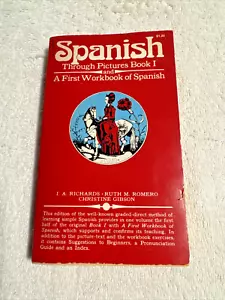 $1.25
Spanish
Through Pictures Book I
and
A First Workbook of Spanish
I. A. RICHARDS · RUTH M. ROMERO
CHRISTINE GIBSON
This edition of the well-known graded-direct method of
learning simple Spanish provides in one volume the first
half of the original Book I with A First Workbook of
Spanish, which supports and confirms its teaching. In
addition to the picture-text and the workbook exercises,
it contains Suggestions to Beginners, a Pronunciation
Guide and an Index.